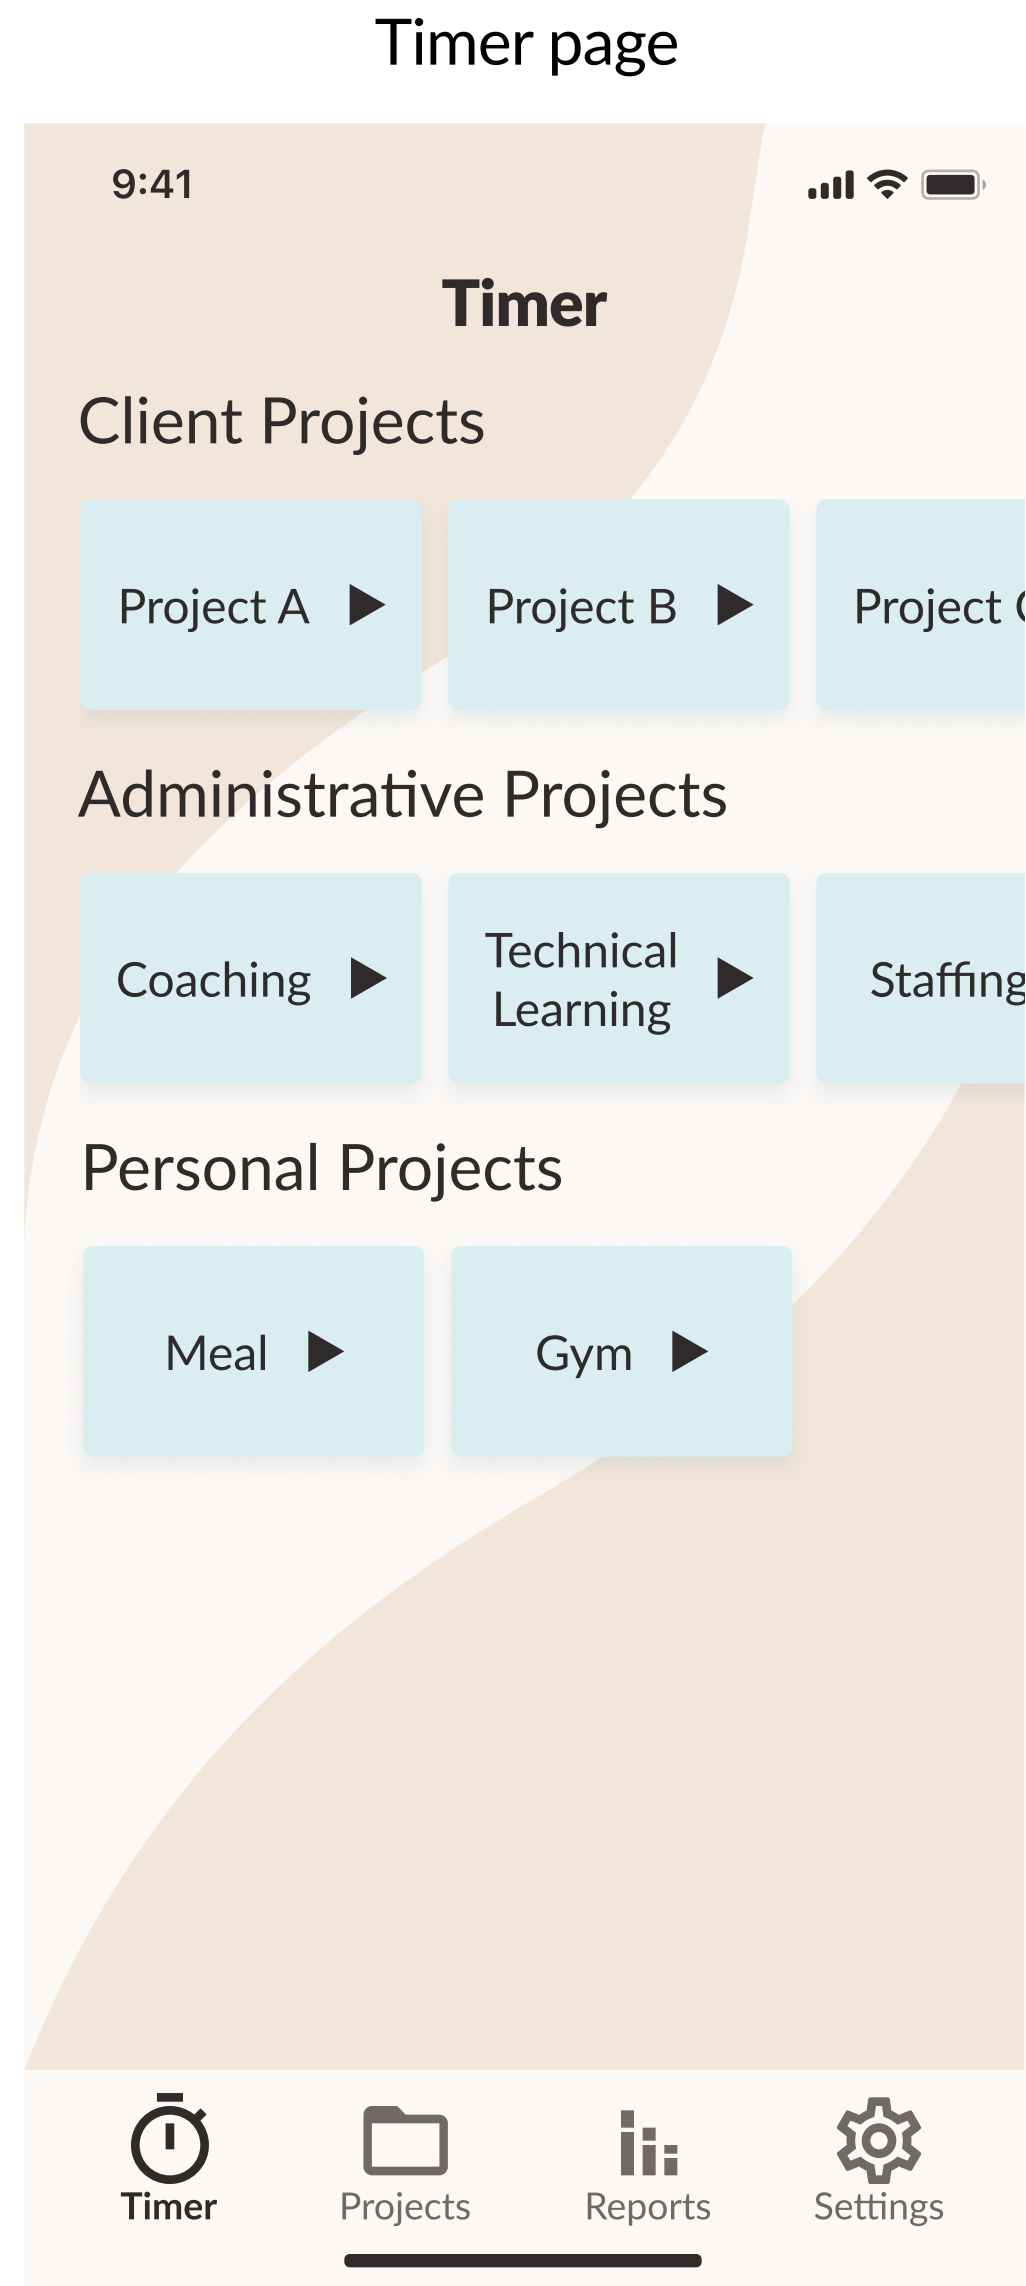 Timer page
9:41
Timer
Client Projects
Project A
Project B
Project
Administrative Projects
Coaching
Technical
Learning
Staffing
Personal Projects
Meal
Gym
Timer
Projects
Reports
Settings